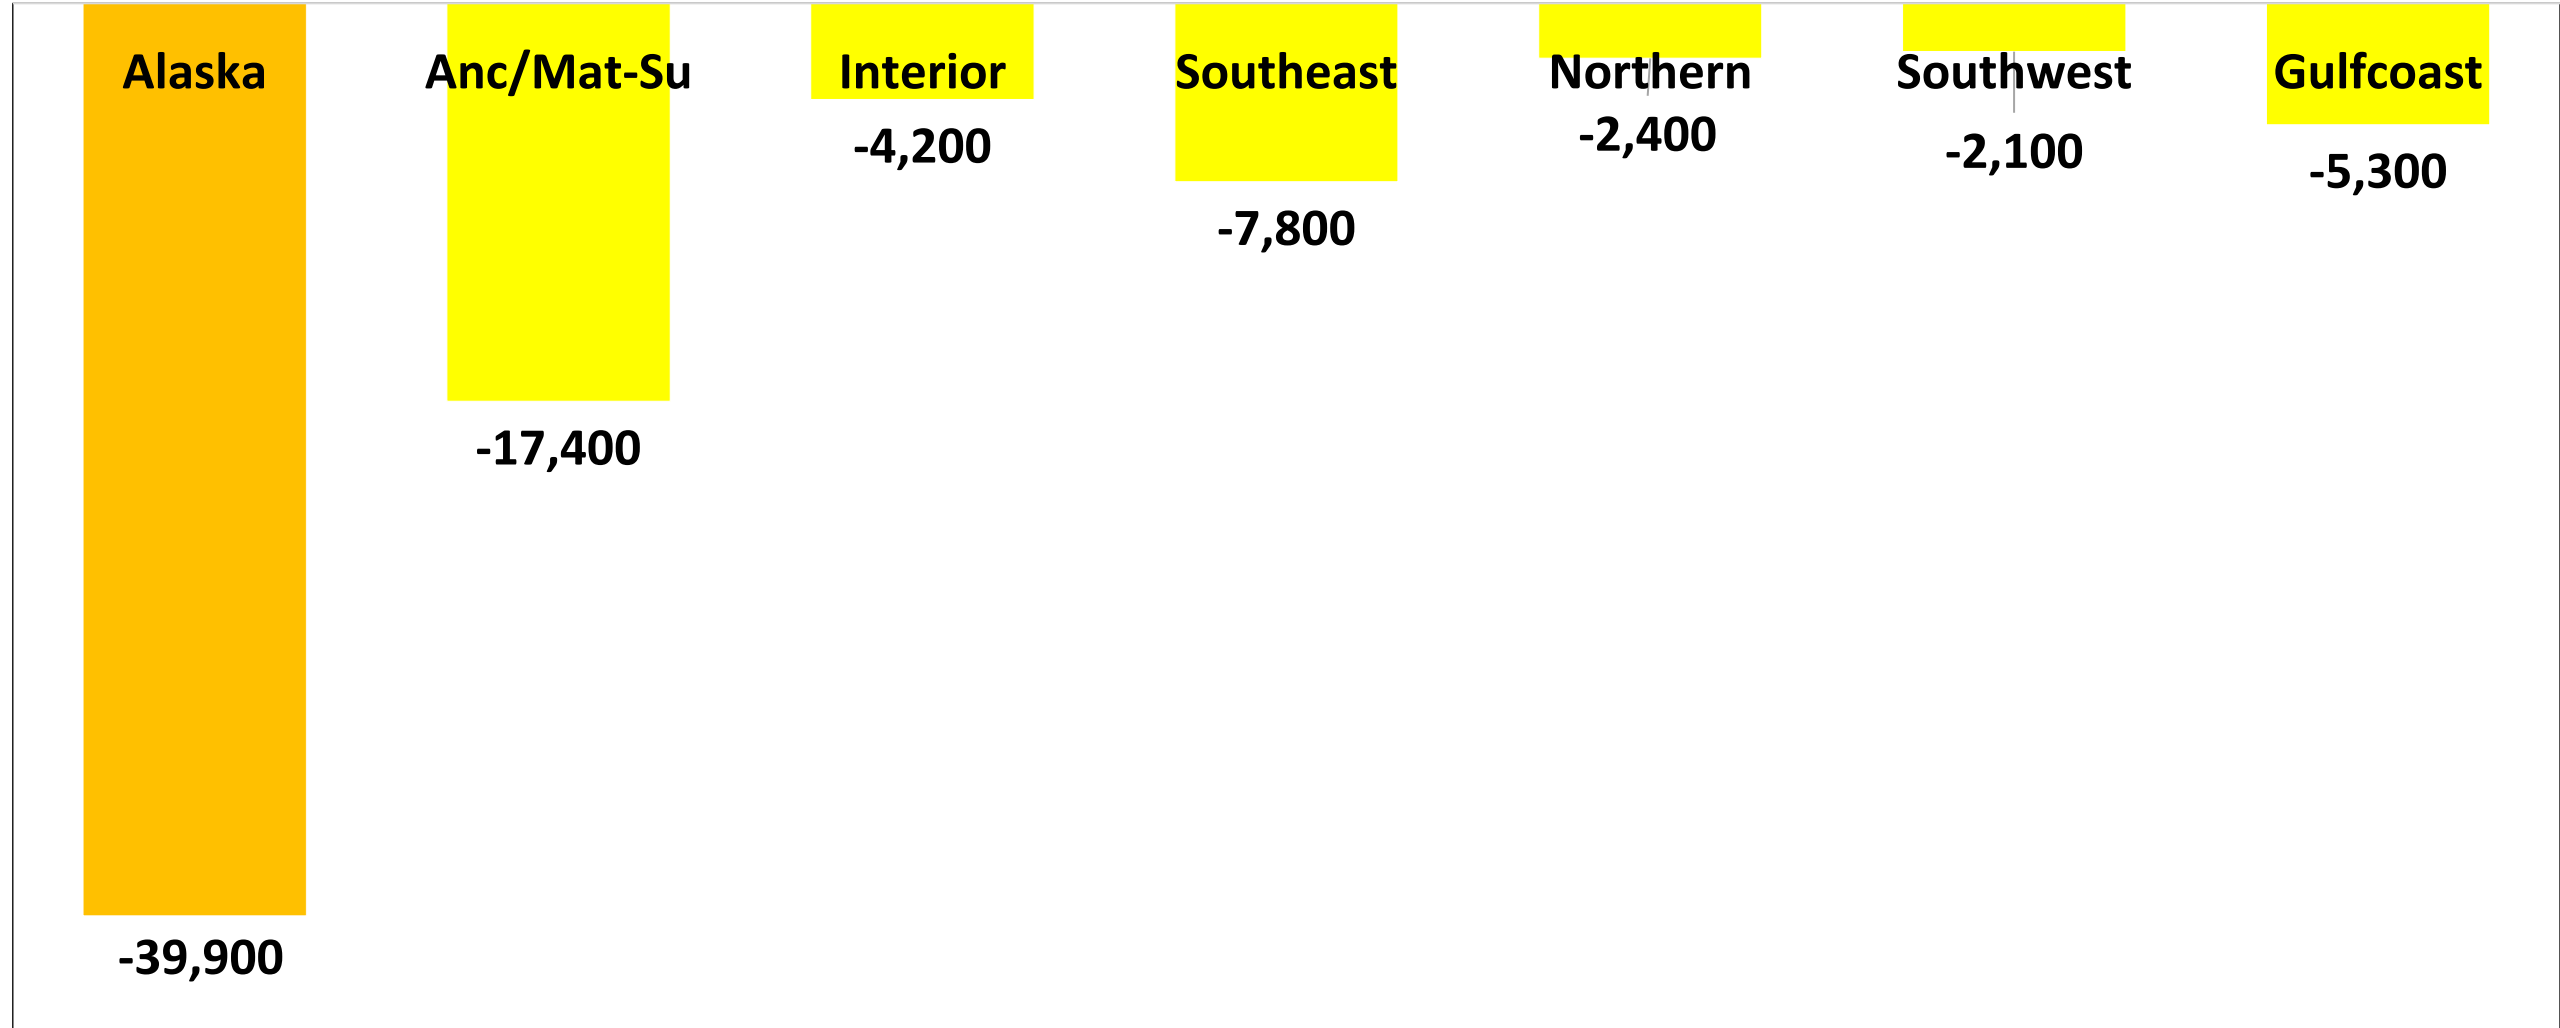 Alaska Anc/Mat-Su Interior Southeast Northern Southwest Gulfcoast
-4,200 -2,400 -2,100 -5,300
-7,800
-17,400
-39,900